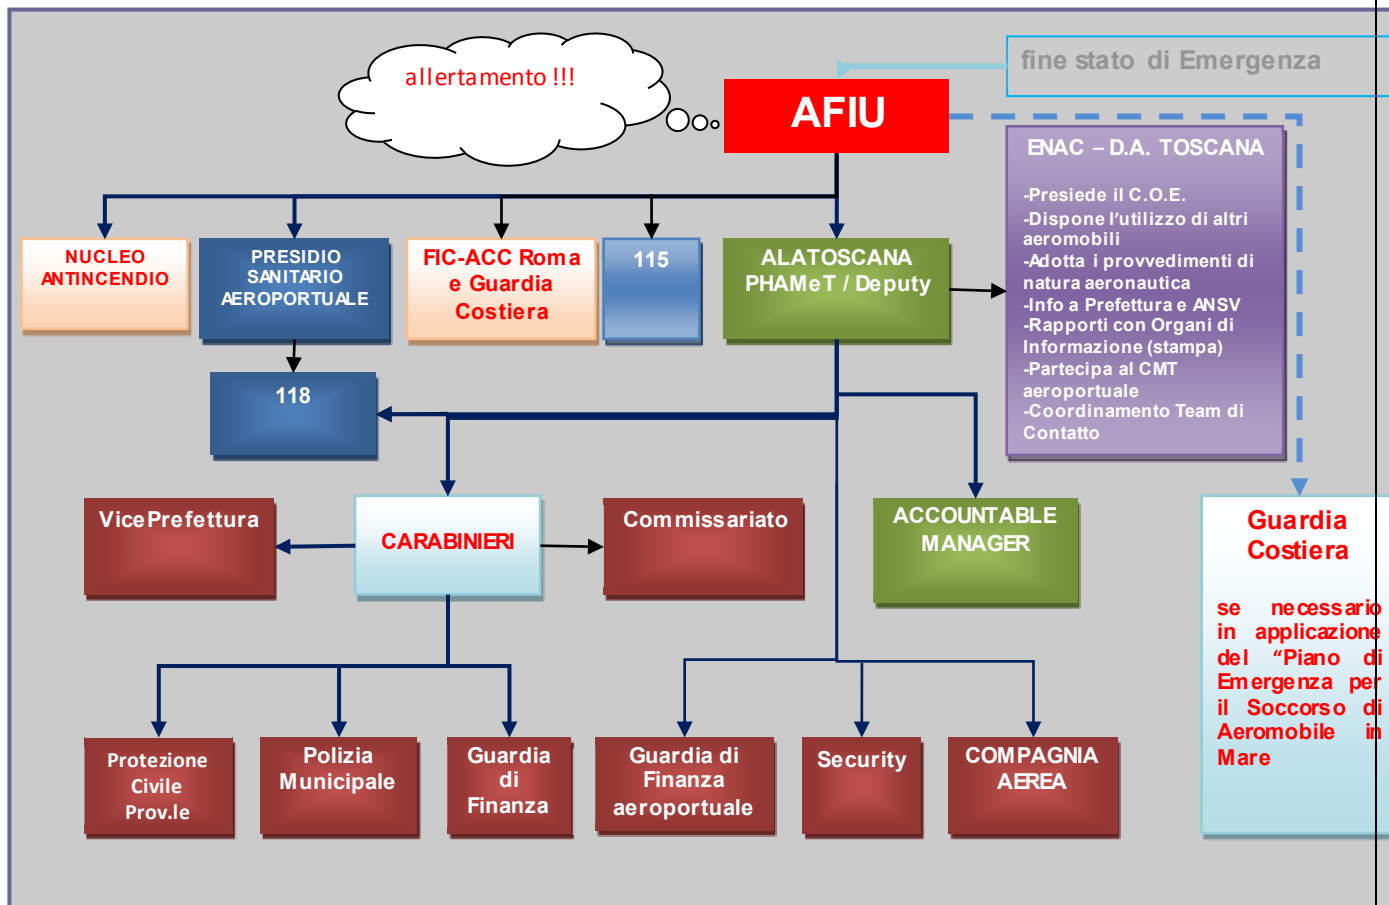 allertamento !!!
fine stato di Emergenza
AFIU
ENAC – D.A. TOSCANA
-Presiede il C.O.E.
-Dispone l'utilizzo di altri
aeromobili
-Adotta i provvedimenti di
natura aeronautica
-Info a Prefettura e ANSV
-Rapporti con Organi di
Informazione (stampa)
-Partecipa al CMT
aeroportuale
-Coordinamento Team di
Contatto
NUCLEO
ANTINCENDIO
PRESIDIO
SANITARIO
AEROPORTUALE
FIC-ACC Roma
e Guardia
Costiera
115
ALATOSCANA
PHAMeT / Deputy
118
VicePrefettura
CARABINIERI
Commissariato
ACCOUNTABLE
MANAGER
Guardia
Costiera
se necessario
in applicazione
del “Piano di
Emergenza per
il Soccorso di
Aeromobile in
Mare
Protezione
Civile
Prov.le
Polizia
Municipale
Guardia
di
Finanza
Guardia di
Finanza
aeroportuale
Security
COMPAGNIA
AEREA